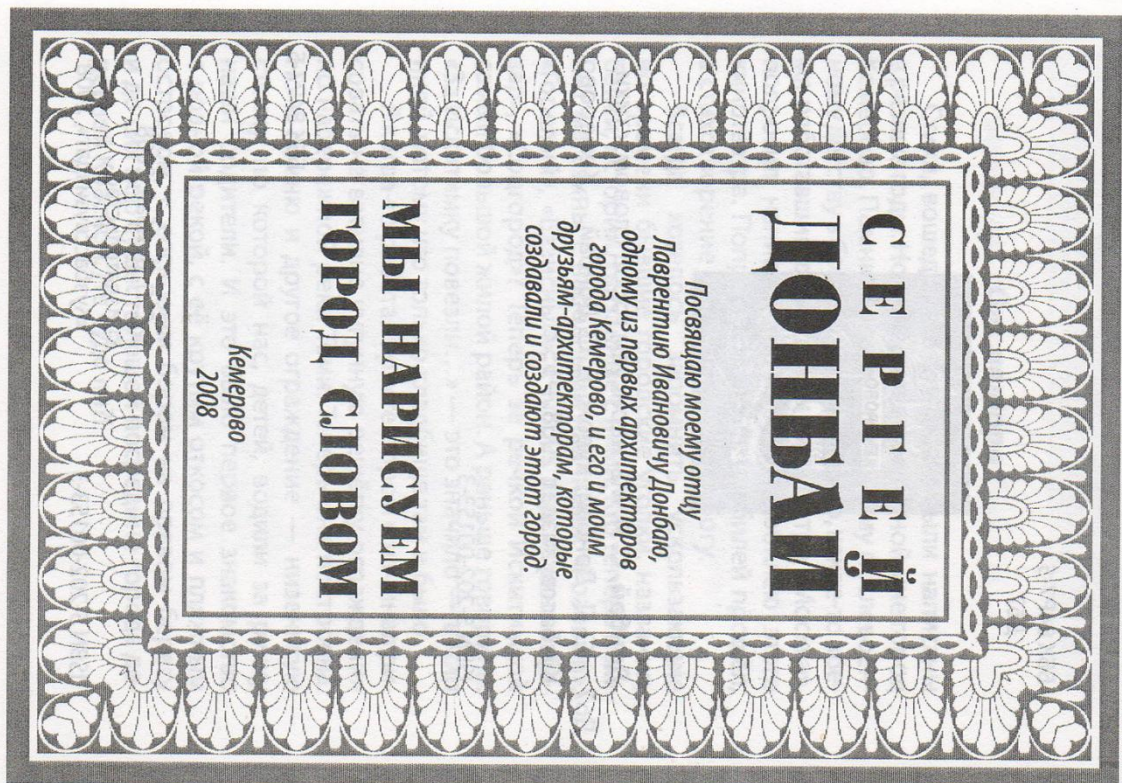 СЕРГЕЙ
ДОНБАЙ
Посвящаю моему отцу
Лаврентию Ивановичу Донбаю,
одному из первых архитекторов
города Кемерово, и его и моим
друзьям-архитекторам, которые
создавали и создают этот город.
МЫ НАРИСУЕМ
ГОРОД СЛОВОМ
Кемерово
2008